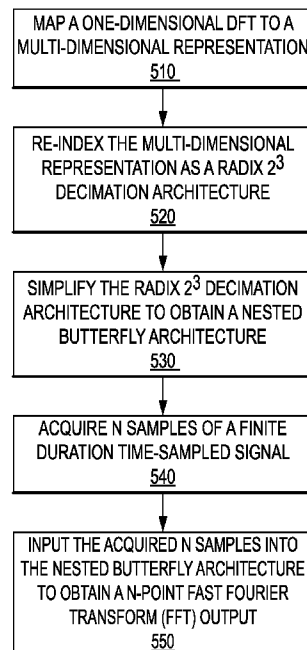 MAP A ONE-DIMENSIONAL DFT TO A
MULTI-DIMENSIONAL REPRESENTATION
510
RE-INDEX THE MULTI-DIMENSIONAL
REPRESENTATION AS A RADIX 2³
DECIMATION ARCHITECTURE
520
SIMPLIFY THE RADIX 2³ DECIMATION
ARCHITECTURE TO OBTAIN A NESTED
BUTTERFLY ARCHITECTURE
530
ACQUIRE N SAMPLES OF A FINITE
DURATION TIME-SAMPLED SIGNAL
540
INPUT THE ACQUIRED N SAMPLES INTO
THE NESTED BUTTERFLY ARCHITECTURE
TO OBTAIN A N-POINT FAST FOURIER
TRANSFORM (FFT) OUTPUT
550